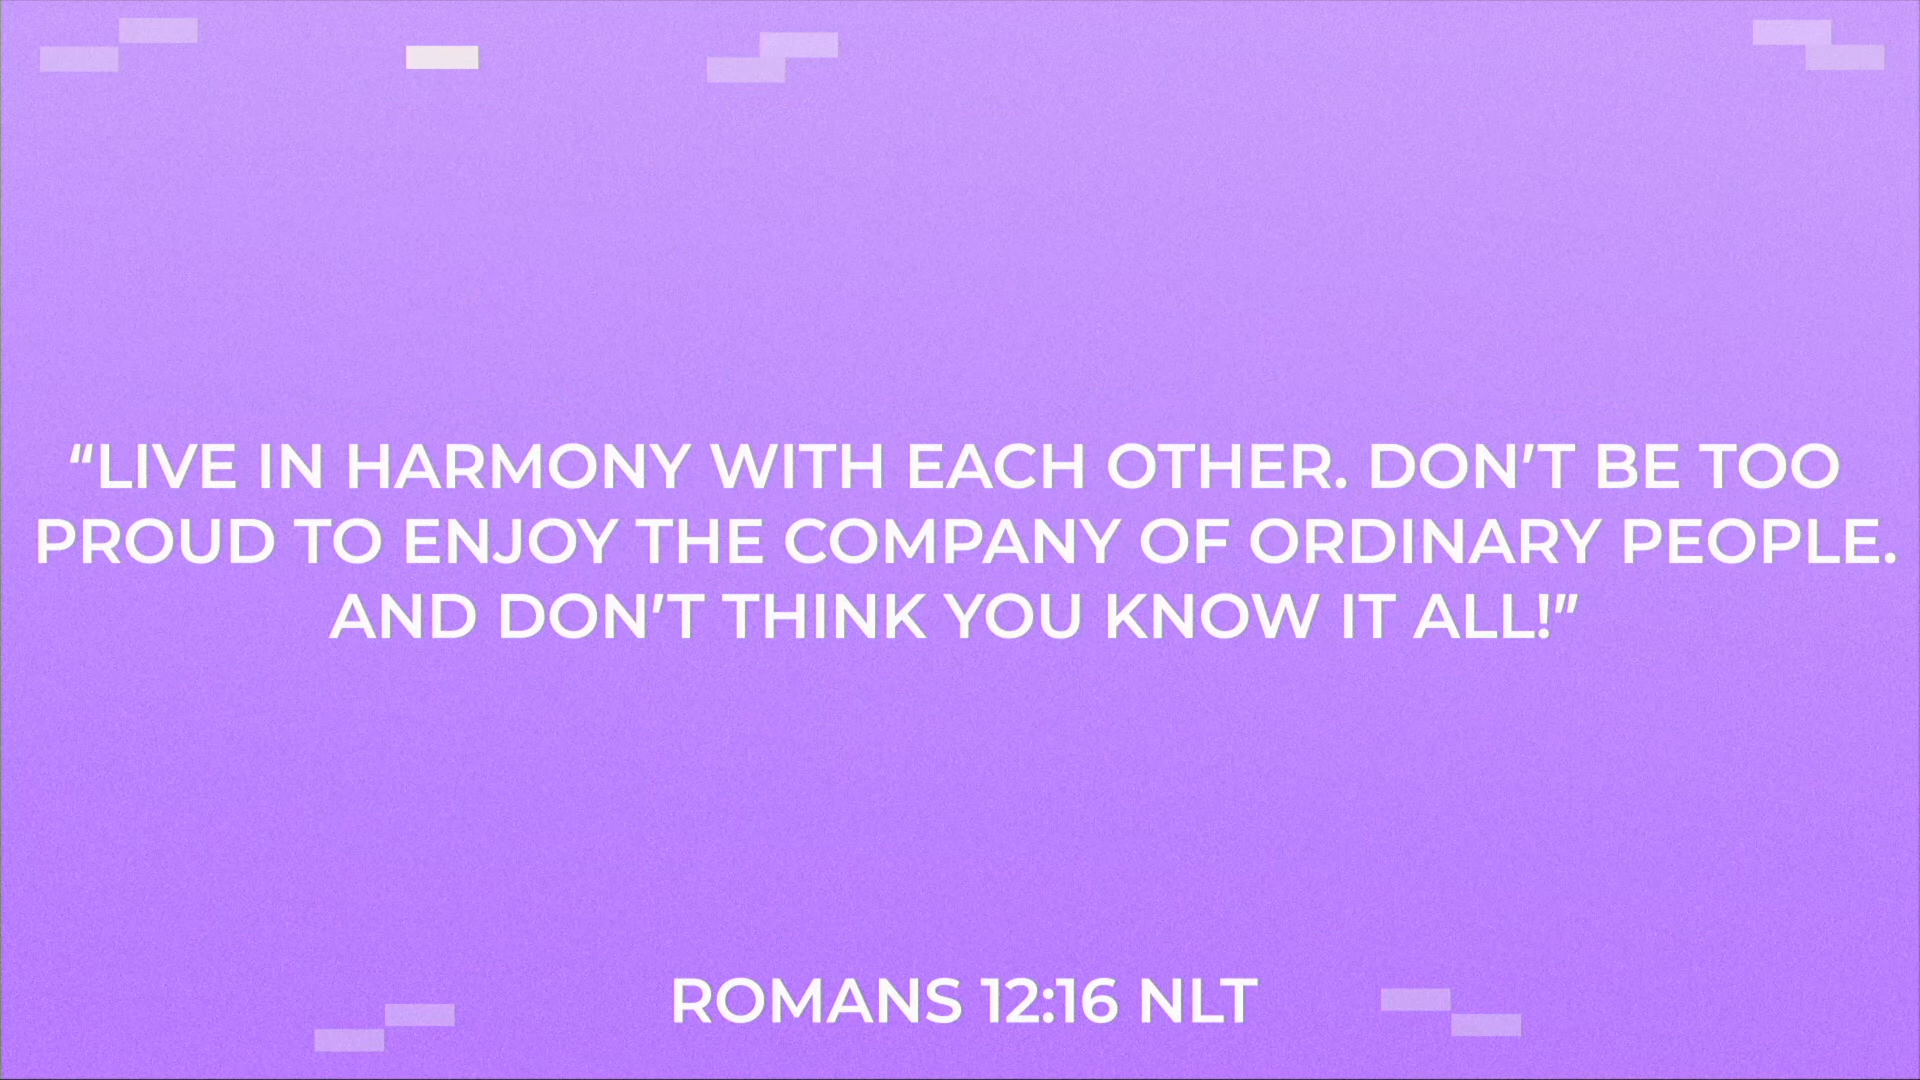 “LIVE IN HARMONY WITH EACH OTHER. DON’T BE TOO
PROUD TO ENJOY THE COMPANY OF ORDINARY PEOPLE.
AND DON’T THINK YOU KNOW IT ALL!”
ROMANS 12:16 NLT